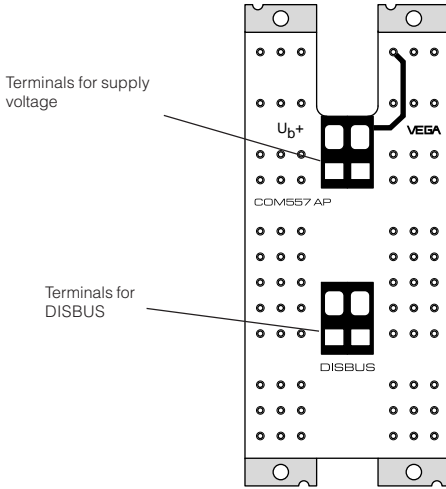 Terminals for supply
voltage
Ub+
VEGA
COM557 AP
Terminals for
DISBUS
DISBUS